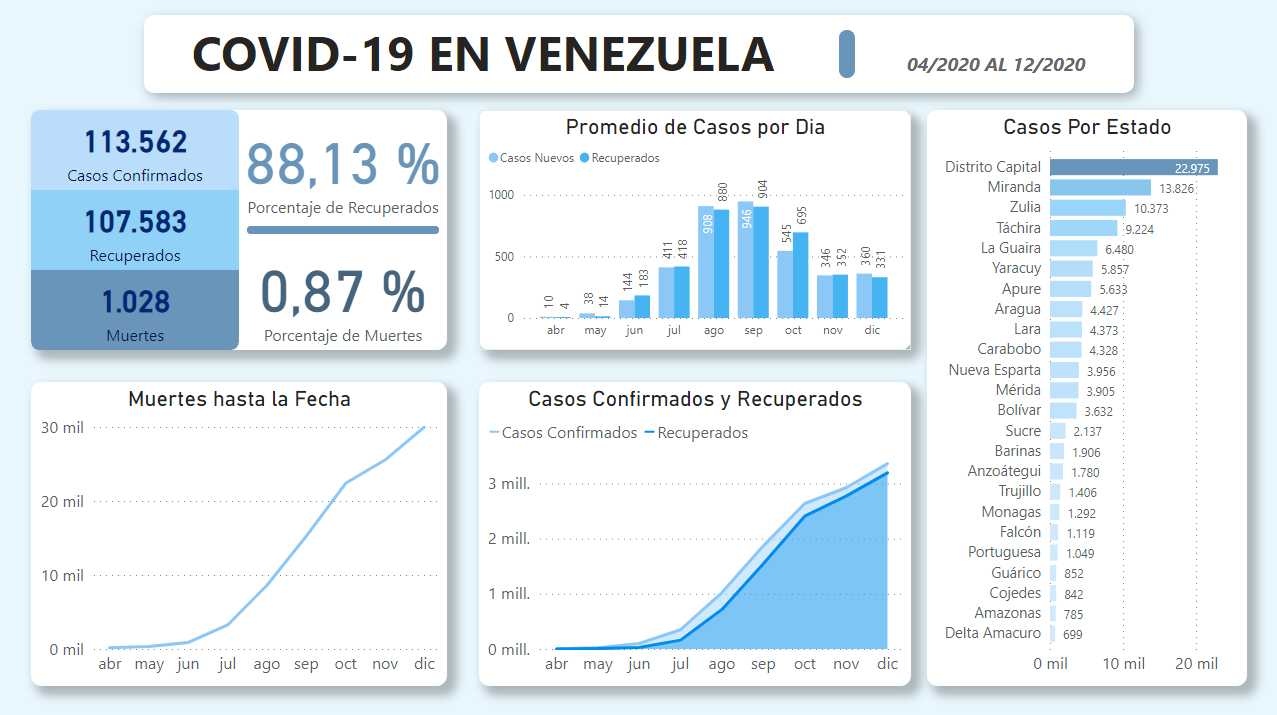 COVID-19 EN VENEZUELA
04/2020 AL 12/2020
113.562
Casos Confirmados
107.583
Recuperados
1.028
Muertes
88,13 %
Porcentaje de Recuperados
0,87 %
Porcentaje de Muertes
Promedio de Casos por Dia
Casos Nuevos Recuperados
1000
500
0
10 4 38 14 144 183 411 418 908 880 946 904 545 695 346 352 360 331
abr may jun jul ago sep oct nov dic
Casos Por Estado
Distrito Capital 22.975
Miranda 13.826
Zulia 10.373
Táchira 9.224
La Guaira 6.480
Yaracuy 5.857
Apure 5.633
Aragua 4.427
Lara 4.373
Carabobo 4.328
Nueva Esparta 3.956
Mérida 3.905
Bolívar 3.632
Sucre 2.137
Barinas 1.906
Anzoátegui 1.780
Trujillo 1.406
Monagas 1.292
Falcón 1.119
Portuguesa 1.049
Guárico 852
Cojedes 842
Amazonas 785
Delta Amacuro 699
0 mil 10 mil 20 mil
Muertes hasta la Fecha
30 mil
20 mil
10 mil
0 mil
abr may jun jul ago sep oct nov dic
Casos Confirmados y Recuperados
Casos Confirmados Recuperados
3 mill.
2 mill.
1 mill.
0 mill.
abr may jun jul ago sep oct nov dic